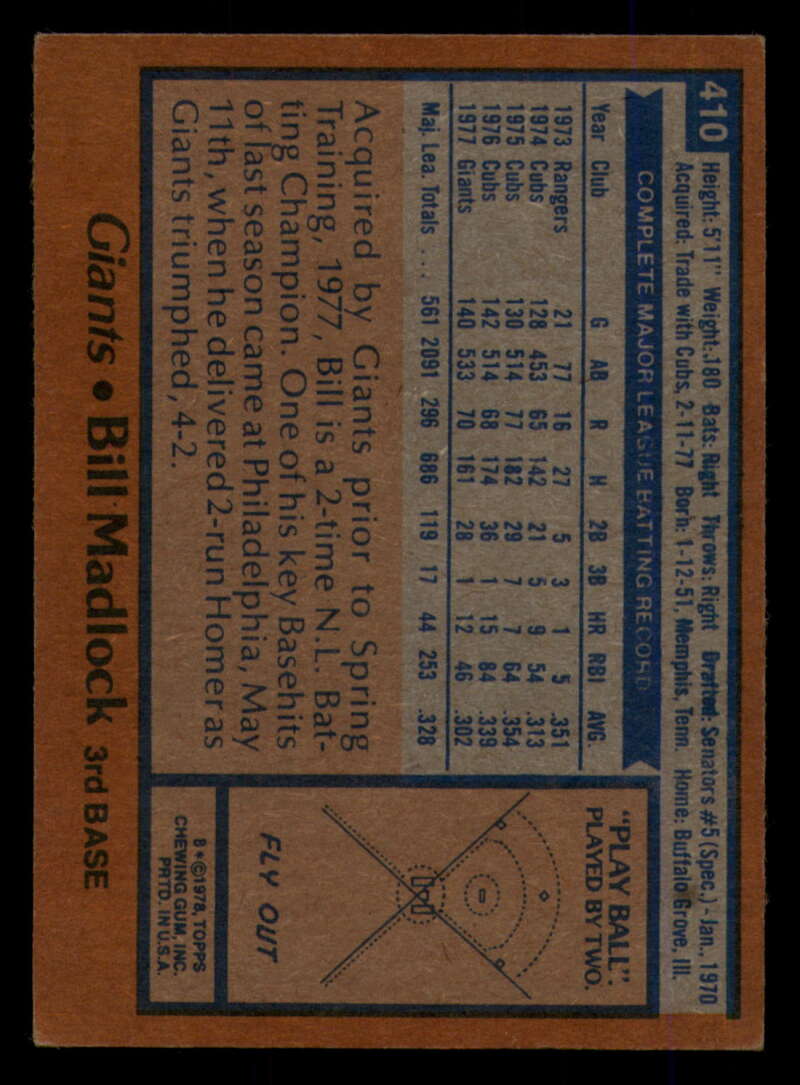 410
Height: 5'11" Weight: 180 Bats: Right Throws: Right Drafted: Senators #5 (Spec.) - Jan., 1970
Acquired: Trade with Cubs, 2-11-77 Born: 1-12-51, Memphis, Tenn. Home: Buffalo Grove, Ill.
COMPLETE MAJOR LEAGUE BATTING RECORD
Year Club G AB R H 2B 3B HR RBI AVG.
1973 Rangers 21 77 16 27 5 3 1 5 .351
1974 Cubs 128 453 65 142 21 5 9 54 .313
1975 Cubs 130 514 77 182 29 7 7 64 .354
1976 Cubs 142 514 68 174 36 1 15 84 .339
1977 Giants 140 533 70 161 28 1 12 46 .302
Maj. Lea. Totals ... 561 2091 296 686 119 17 44 253 .328
Acquired by Giants prior to Spring
Training, 1977, Bill is a 2-time N.L. Bat-
ting Champion. One of his key Basehits
of last season came at Philadelphia, May
11th, when he delivered 2-run Homer as
Giants triumphed, 4-2.
"PLAY BALL".
PLAYED BY TWO.
FLY OUT
B*©1978, TOPPS
CHEWING GUM, INC.
PRTD. IN U.S.A.
Giants • Bill Madlock 3rd BASE